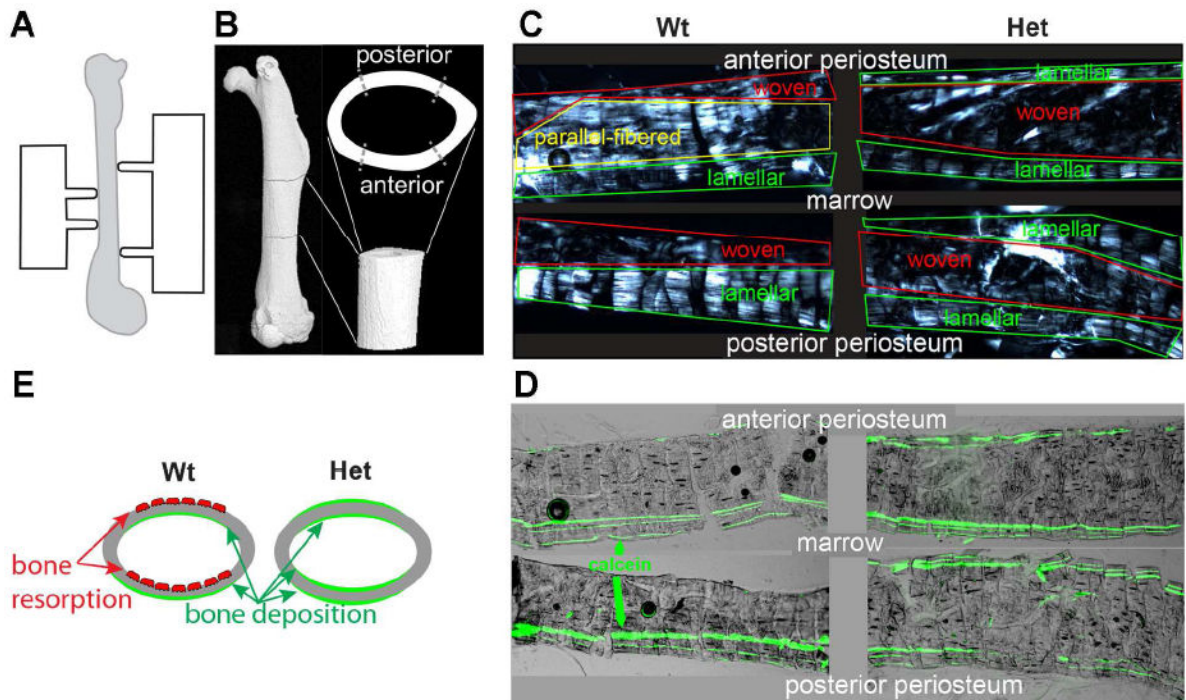 A
B
posterior
anterior
C
Wt
Het
anterior periosteum
woven
parallel-fibered
lamellar
lamellar
woven
lamellar
marrow
woven
lamellar
lamellar
woven
lamellar
posterior periosteum
E
Wt
Het
bone
resorption
bone deposition
D
anterior periosteum
marrow
calcein
posterior periosteum